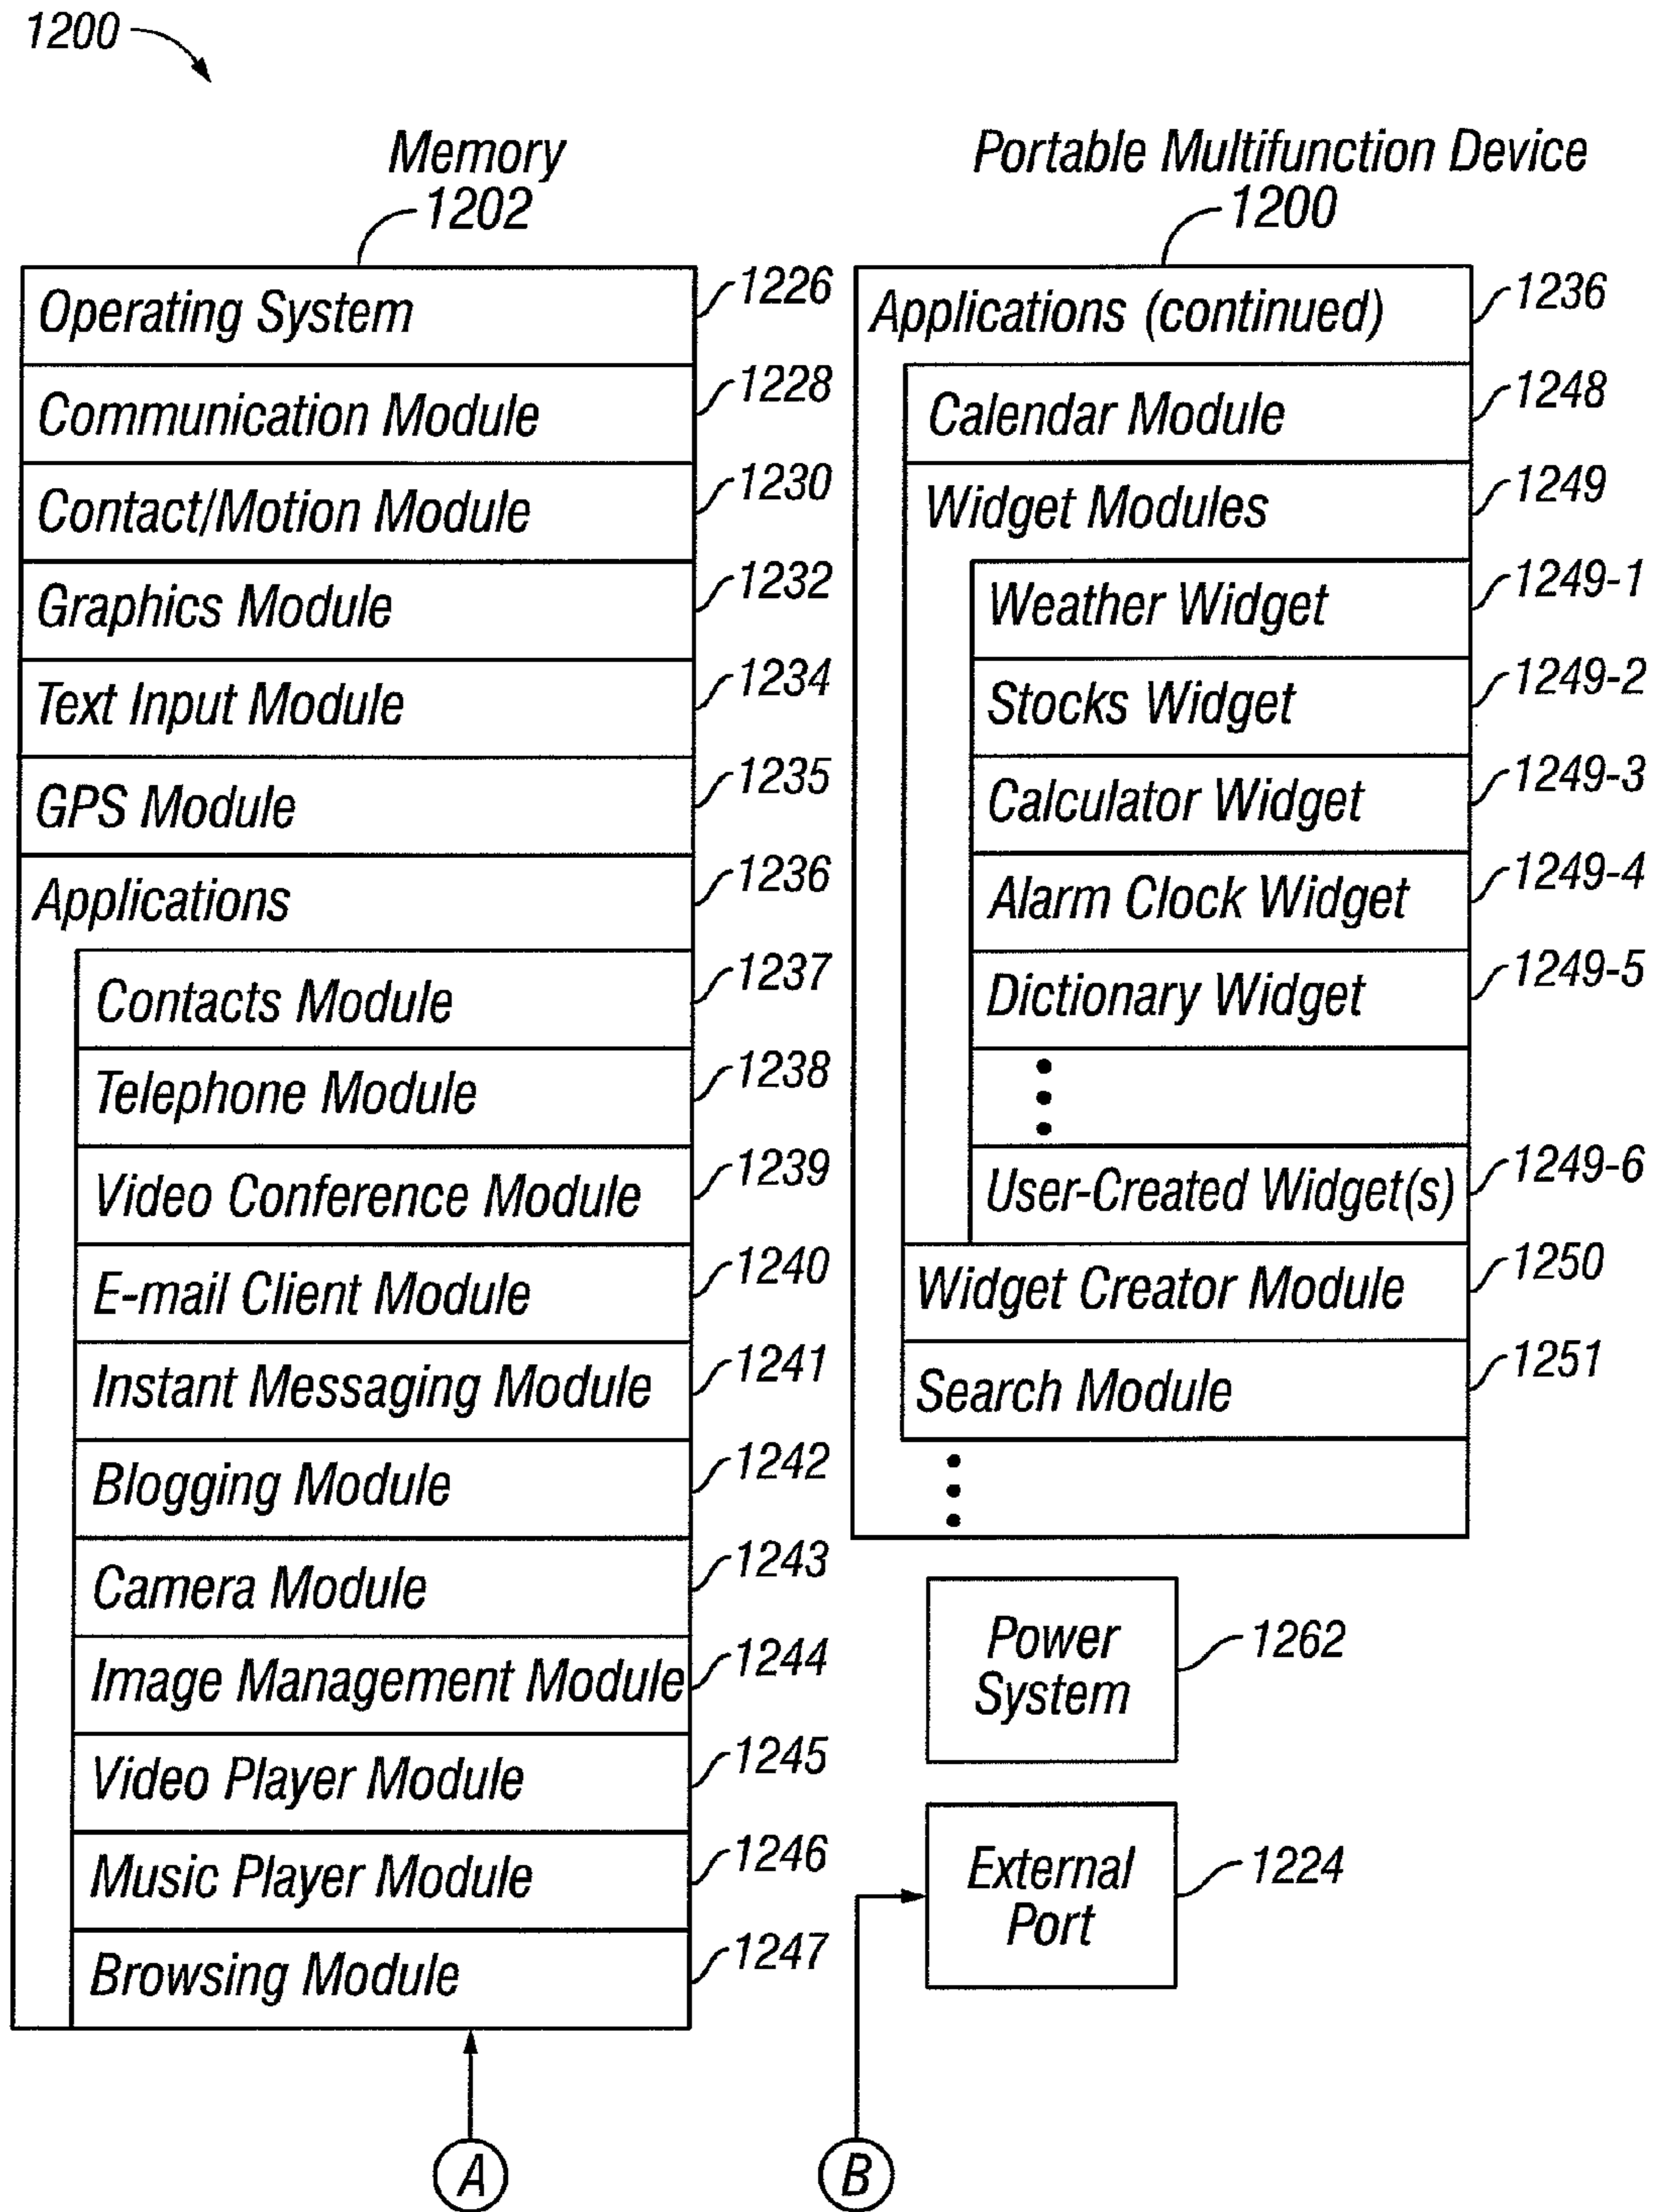 1200
Memory
1202
Operating System 1226
Communication Module 1228
Contact/Motion Module 1230
Graphics Module 1232
Text Input Module 1234
GPS Module 1235
Applications 1236
Contacts Module 1237
Telephone Module 1238
Video Conference Module 1239
E-mail Client Module 1240
Instant Messaging Module 1241
Blogging Module 1242
Camera Module 1243
Image Management Module 1244
Video Player Module 1245
Music Player Module 1246
Browsing Module 1247
A
Portable Multifunction Device
1200
Applications (continued) 1236
Calendar Module 1248
Widget Modules 1249
Weather Widget 1249-1
Stocks Widget 1249-2
Calculator Widget 1249-3
Alarm Clock Widget 1249-4
Dictionary Widget 1249-5
User-Created Widget(s) 1249-6
Widget Creator Module 1250
Search Module 1251
Power
System
1262
External
Port
1224
B